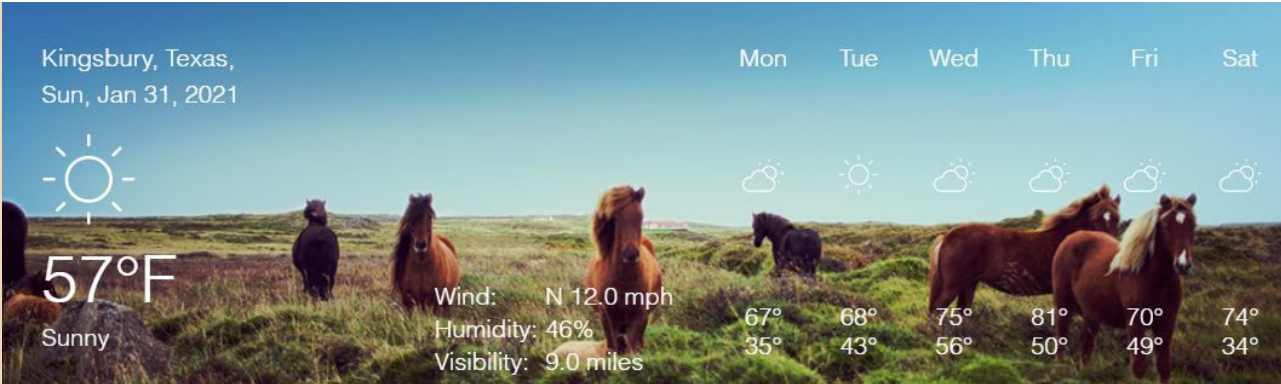 Kingsbury, Texas,
Sun, Jan 31, 2021
57°F
Sunny
Wind: N 12.0 mph
Humidity: 46%
Visibility: 9.0 miles
Mon Tue Wed Thu Fri Sat
67° 68° 75° 81° 70° 74°
35° 43° 56° 50° 49° 34°